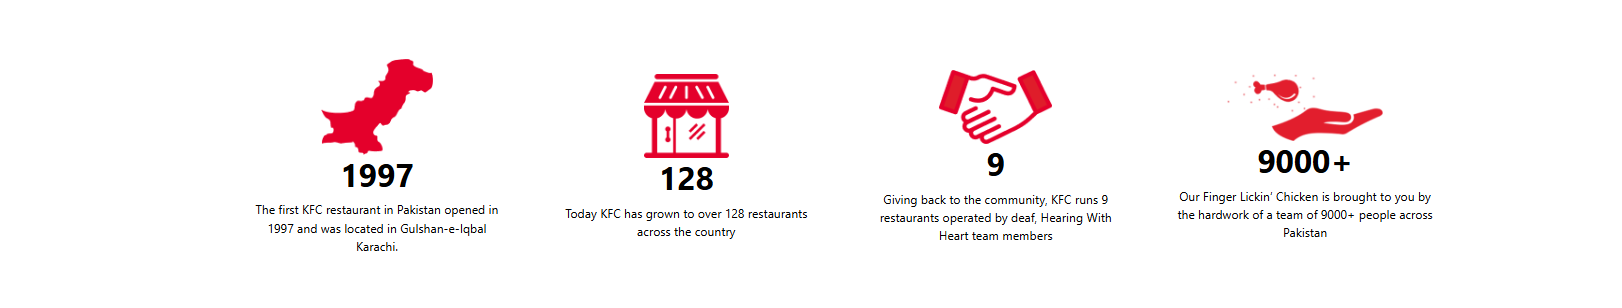 1997
The first KFC restaurant in Pakistan opened in
1997 and was located in Gulshan-e-Iqbal
Karachi.
128
Today KFC has grown to over 128 restaurants
across the country
9
Giving back to the community, KFC runs 9
restaurants operated by deaf, Hearing With
Heart team members
9000+
Our Finger Lickin' Chicken is brought to you by
the hardwork of a team of 9000+ people across
Pakistan